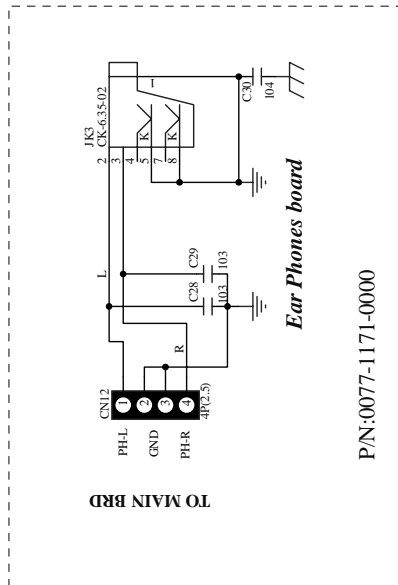 JK3
CK-6.35-02
1
2
3
4
5
7
8
K
K
C30
104
L
C29
103
C28
103
R
CN12
1
2
3
4
4P(2.5)
PH-L
GND
PH-R
TO MAIN BRD
Ear Phones board
P/N:0077-1171-0000